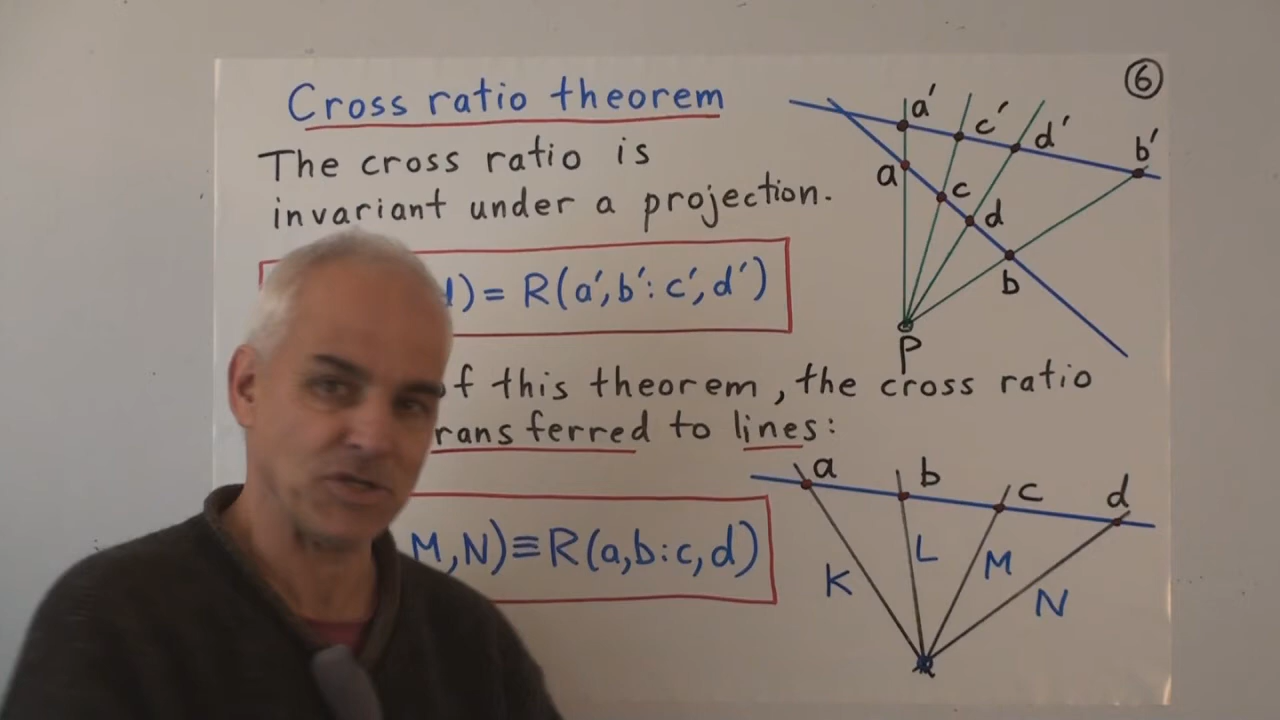 6
Cross ratio theorem
The cross ratio is
invariant under a projection.
) = R(a′,b′:c′,d′)
f this theorem, the cross ratio
ransferred to lines:
M,N)≡R(a,b:c,d)
a′ c′ d′ b′
a c d b
P
a b c d
K L M N